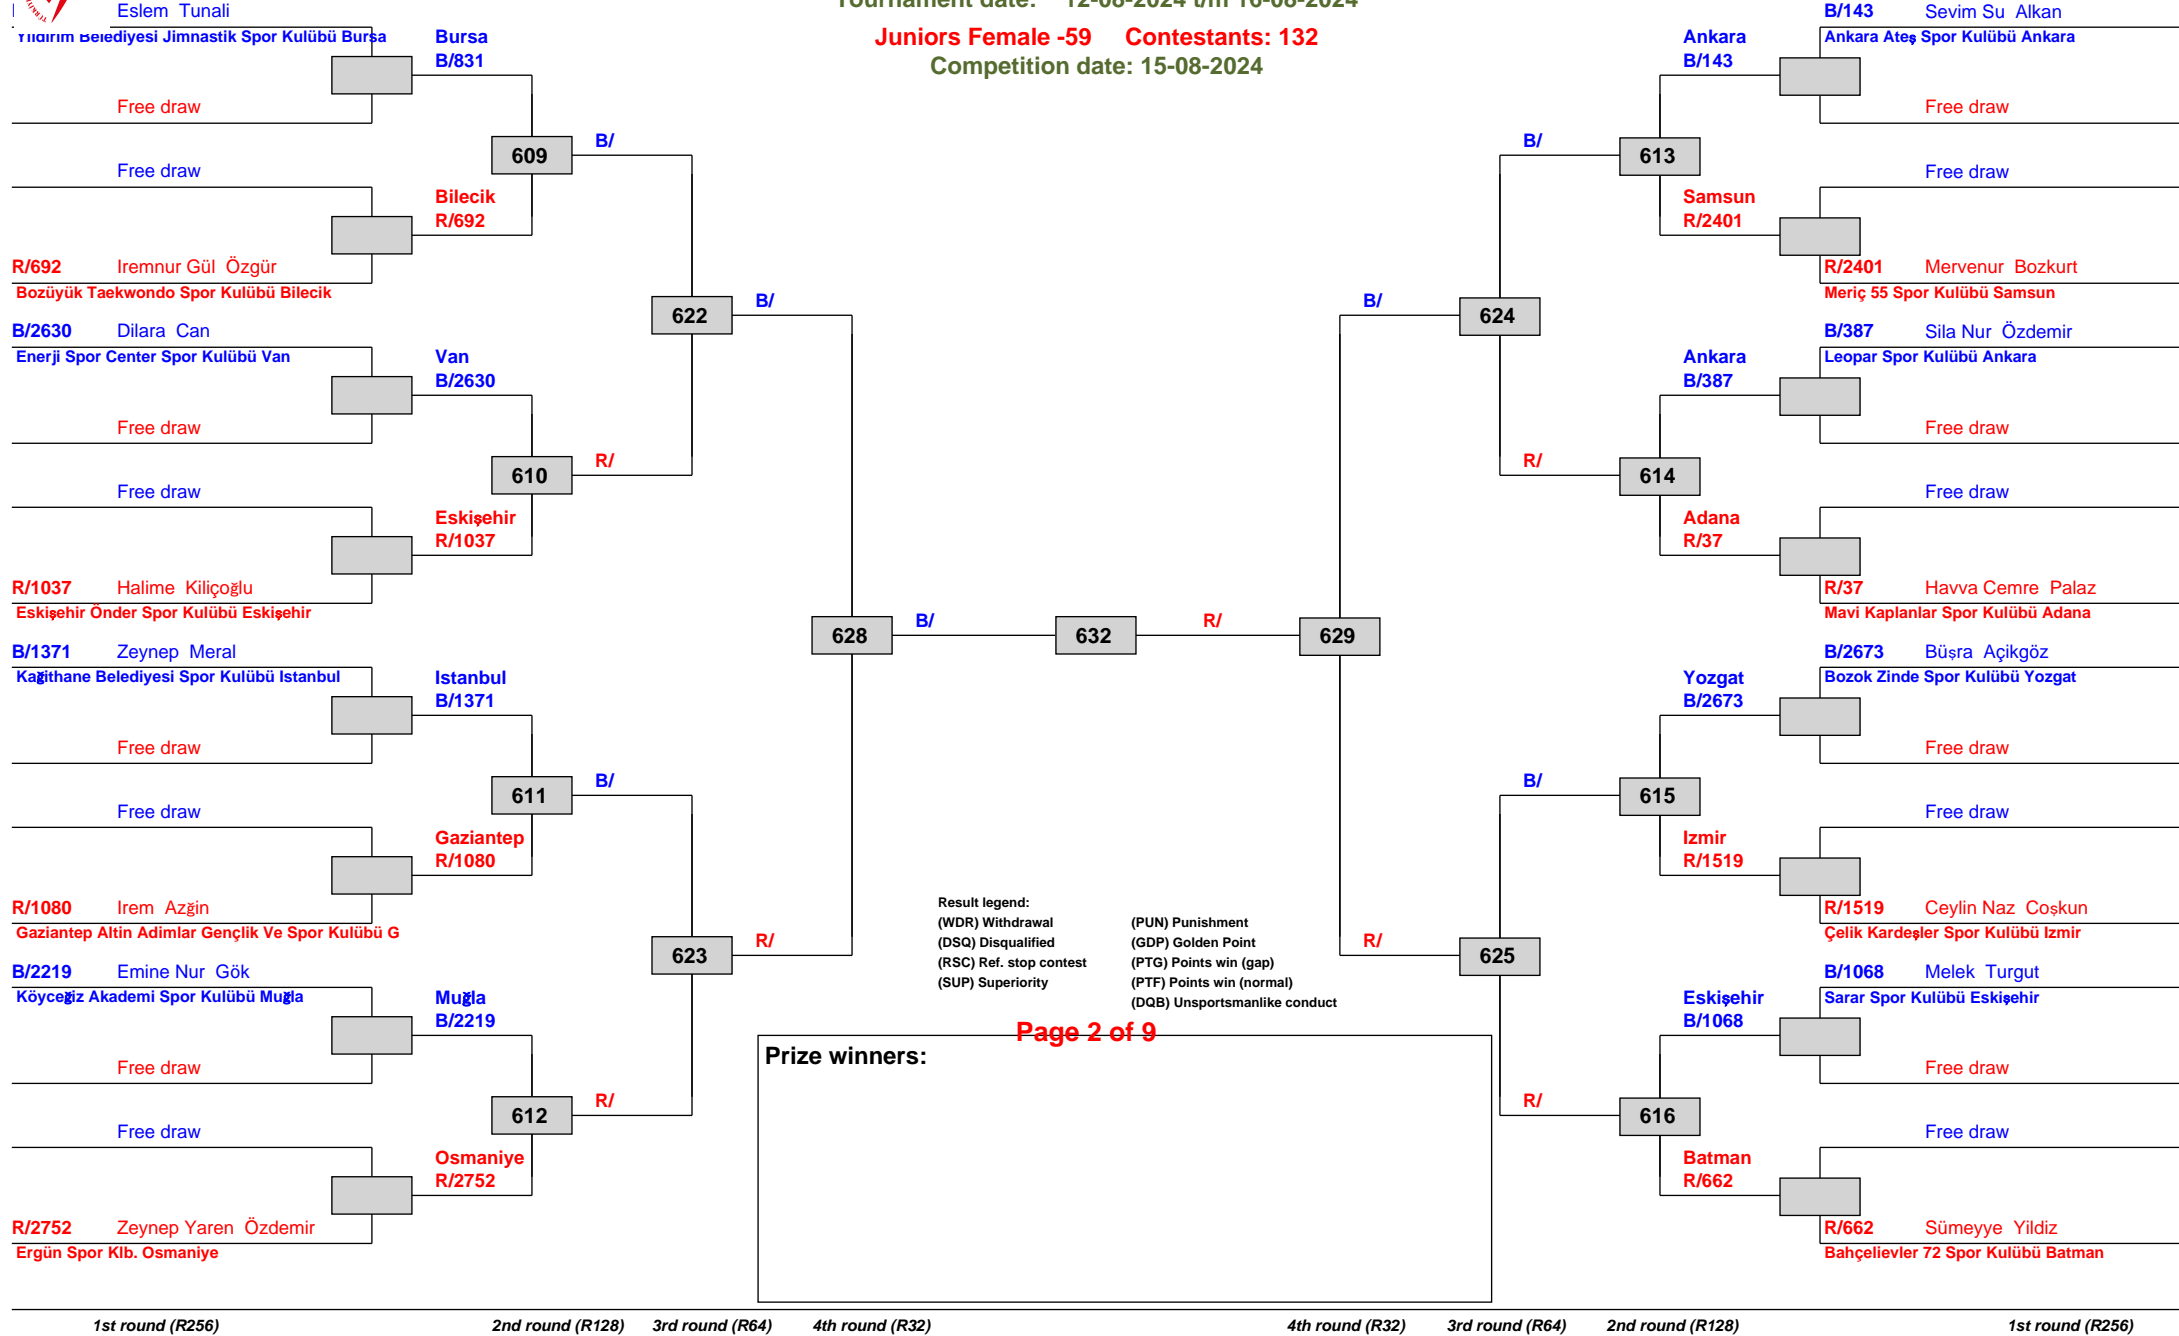 Eslem Tunali
Yildirim Belediyesi Jimnastik Spor Kulübü Bursa
Bursa
B/831
Free draw
609
B/
Free draw
Bilecik
R/692
R/692 Iremnur Gül Özgür
Bozüyük Taekwondo Spor Kulübü Bilecik
622
B/
B/2630 Dilara Can
Enerji Spor Center Spor Kulübü Van
Van
B/2630
Free draw
610
R/
Free draw
Eskişehir
R/1037
R/1037 Halime Kiliçoğlu
Eskişehir Önder Spor Kulübü Eskişehir
628
B/
632
R/
629
B/1371 Zeynep Meral
Kağithane Belediyesi Spor Kulübü Istanbul
Istanbul
B/1371
Free draw
611
B/
Free draw
Gaziantep
R/1080
R/1080 Irem Azğin
Gaziantep Altin Adimlar Gençlik Ve Spor Kulübü G
623
R/
B/2219 Emine Nur Gök
Köyceğiz Akademi Spor Kulübü Muğla
Muğla
B/2219
Free draw
612
R/
Free draw
Osmaniye
R/2752
R/2752 Zeynep Yaren Özdemir
Ergün Spor Klb. Osmaniye
Tournament date: 12-08-2024 t/m 16-08-2024
Juniors Female -59 Contestants: 132
Competition date: 15-08-2024
B/143 Sevim Su Alkan
Ankara Ateş Spor Kulübü Ankara
Ankara
B/143
Free draw
B/
613
Free draw
Samsun
R/2401
R/2401 Mervenur Bozkurt
Meriç 55 Spor Kulübü Samsun
B/
624
B/387 Sila Nur Özdemir
Leopar Spor Kulübü Ankara
Ankara
B/387
Free draw
R/
614
Free draw
Adana
R/37
R/37 Havva Cemre Palaz
Mavi Kaplanlar Spor Kulübü Adana
B/2673 Büşra Açikgöz
Bozok Zinde Spor Kulübü Yozgat
Yozgat
B/2673
Free draw
B/
615
Free draw
Izmir
R/1519
R/1519 Ceylin Naz Coşkun
Çelik Kardeşler Spor Kulübü Izmir
R/
625
B/1068 Melek Turgut
Sarar Spor Kulübü Eskişehir
Eskişehir
B/1068
Free draw
R/
616
Free draw
Batman
R/662
R/662 Sümeyye Yildiz
Bahçelievler 72 Spor Kulübü Batman
Result legend:
(WDR) Withdrawal (PUN) Punishment
(DSQ) Disqualified (GDP) Golden Point
(RSC) Ref. stop contest (PTG) Points win (gap)
(SUP) Superiority (PTF) Points win (normal)
(DQB) Unsportsmanlike conduct
Page 2 of 9
Prize winners:
1st round (R256) 2nd round (R128) 3rd round (R64) 4th round (R32) 4th round (R32) 3rd round (R64) 2nd round (R128) 1st round (R256)